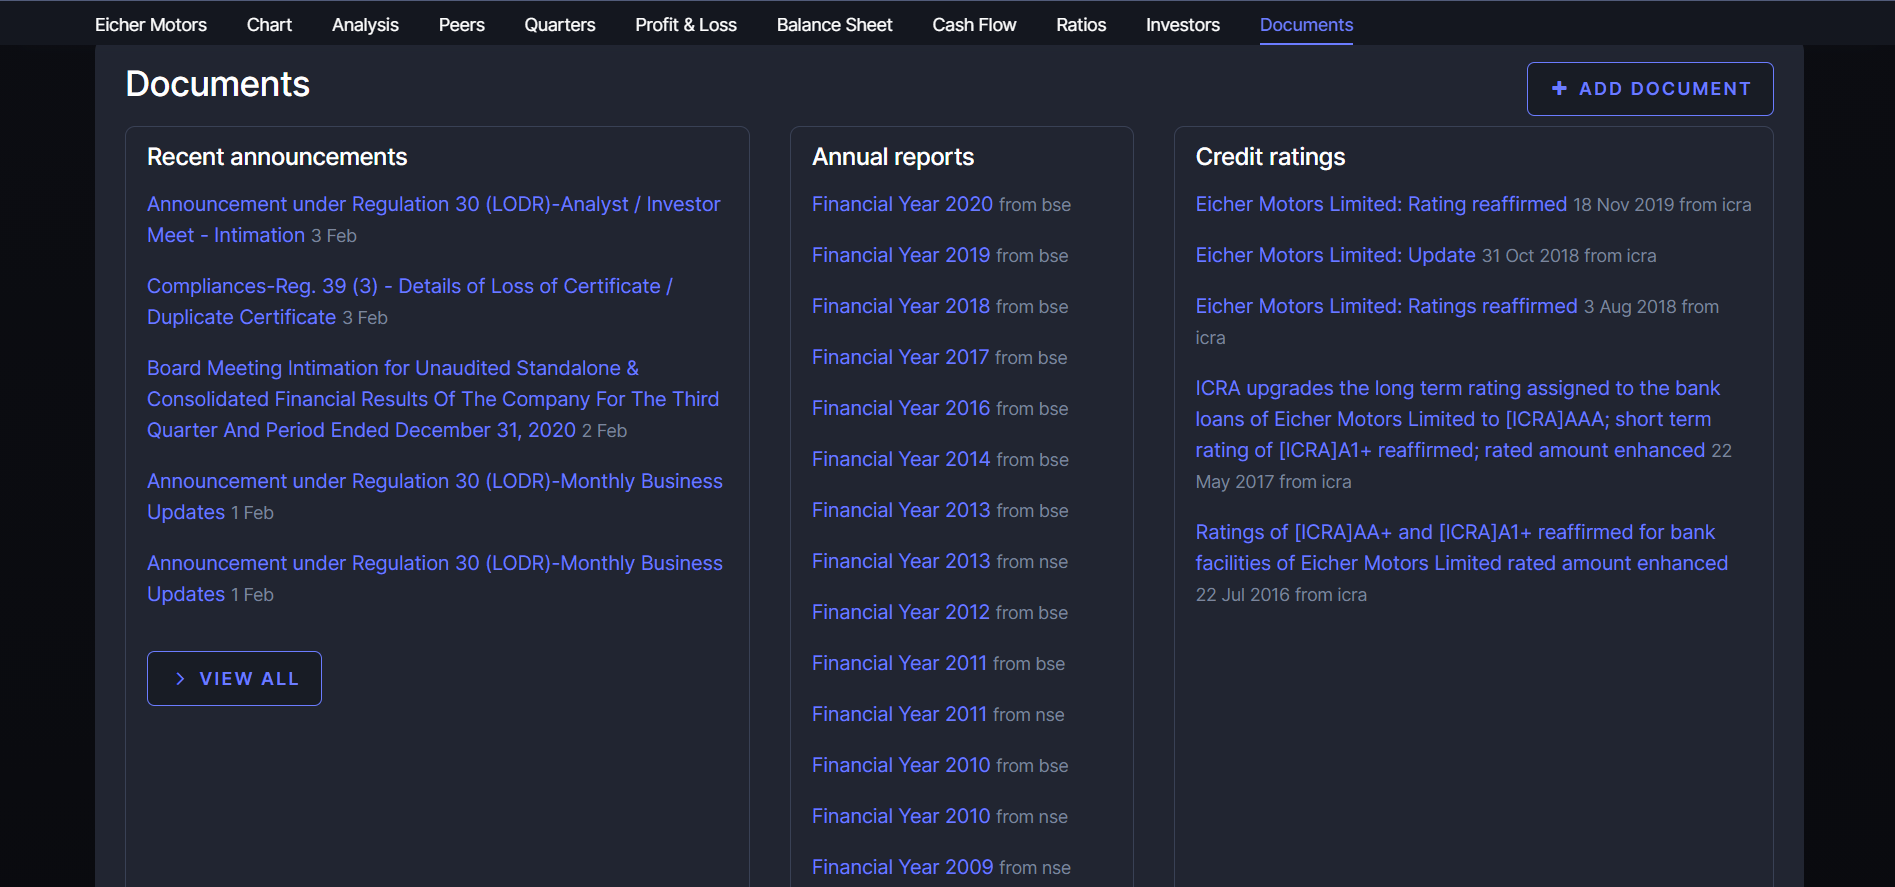 Eicher Motors Chart Analysis Peers Quarters Profit & Loss Balance Sheet Cash Flow Ratios Investors Documents
Documents
+ ADD DOCUMENT
Recent announcements
Announcement under Regulation 30 (LODR)-Analyst / Investor
Meet - Intimation 3 Feb
Compliances-Reg. 39 (3) - Details of Loss of Certificate /
Duplicate Certificate 3 Feb
Board Meeting Intimation for Unaudited Standalone &
Consolidated Financial Results Of The Company For The Third
Quarter And Period Ended December 31, 2020 2 Feb
Announcement under Regulation 30 (LODR)-Monthly Business
Updates 1 Feb
Announcement under Regulation 30 (LODR)-Monthly Business
Updates 1 Feb
> VIEW ALL
Annual reports
Financial Year 2020 from bse
Financial Year 2019 from bse
Financial Year 2018 from bse
Financial Year 2017 from bse
Financial Year 2016 from bse
Financial Year 2014 from bse
Financial Year 2013 from bse
Financial Year 2013 from nse
Financial Year 2012 from bse
Financial Year 2011 from bse
Financial Year 2011 from nse
Financial Year 2010 from bse
Financial Year 2010 from nse
Financial Year 2009 from nse
Credit ratings
Eicher Motors Limited: Rating reaffirmed 18 Nov 2019 from icra
Eicher Motors Limited: Update 31 Oct 2018 from icra
Eicher Motors Limited: Ratings reaffirmed 3 Aug 2018 from
icra
ICRA upgrades the long term rating assigned to the bank
loans of Eicher Motors Limited to [ICRA]AAA; short term
rating of [ICRA]A1+ reaffirmed; rated amount enhanced 22
May 2017 from icra
Ratings of [ICRA]AA+ and [ICRA]A1+ reaffirmed for bank
facilities of Eicher Motors Limited rated amount enhanced
22 Jul 2016 from icra